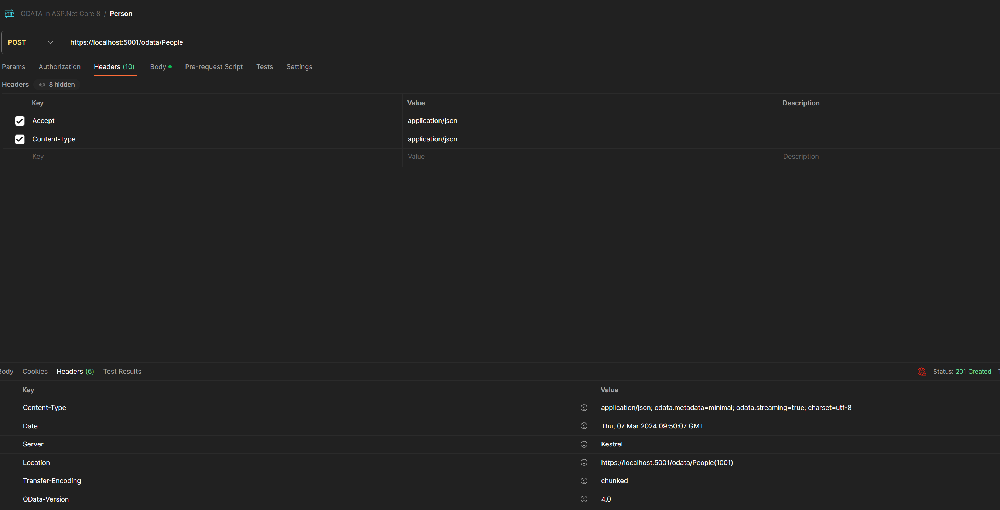 HTTP ODATA in ASP.Net Core 8 / Person
POST https://localhost:5001/odata/People
Params Authorization Headers (10) Body Pre-request Script Tests Settings
Headers 8 hidden
Key Value Description
Accept application/json
Content-Type application/json
Key Value Description
Body Cookies Headers (6) Test Results Status: 201 Created
Key Value
Content-Type application/json; odata.metadata=minimal; odata.streaming=true; charset=utf-8
Date Thu, 07 Mar 2024 09:50:07 GMT
Server Kestrel
Location https://localhost:5001/odata/People(1001)
Transfer-Encoding chunked
OData-Version 4.0